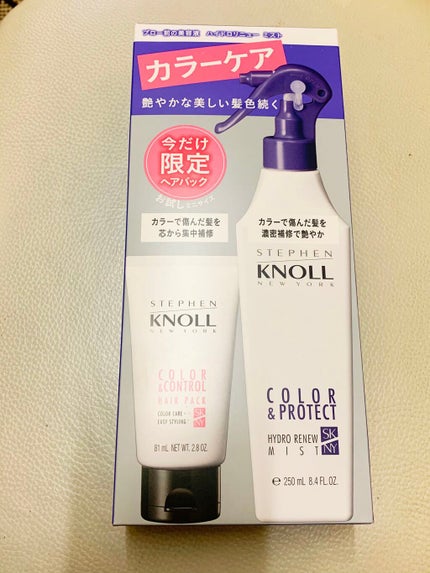 ブロー前の美容液 ハイドロリニュー ミスト
カラーケア
艶やかな美しい髪色続く
今だけ
限定
ヘアパック
お試しミニサイズ
カラーで傷んだ髪を
芯から集中補修
カラーで傷んだ髪を
濃密補修で艶やか
STEPHEN
KNOLL
NEW YORK
COLOR
&CONTROL
HAIR PACK
COLOR CARE
EASY STYLING
SK
NY
81 mL NET WT. 2.8 OZ.
STEPHEN
KNOLL
NEW YORK
COLOR
& PROTECT
HYDRO RENEW
MIST
SK
NY
e 250 mL 8.4 FL.OZ.